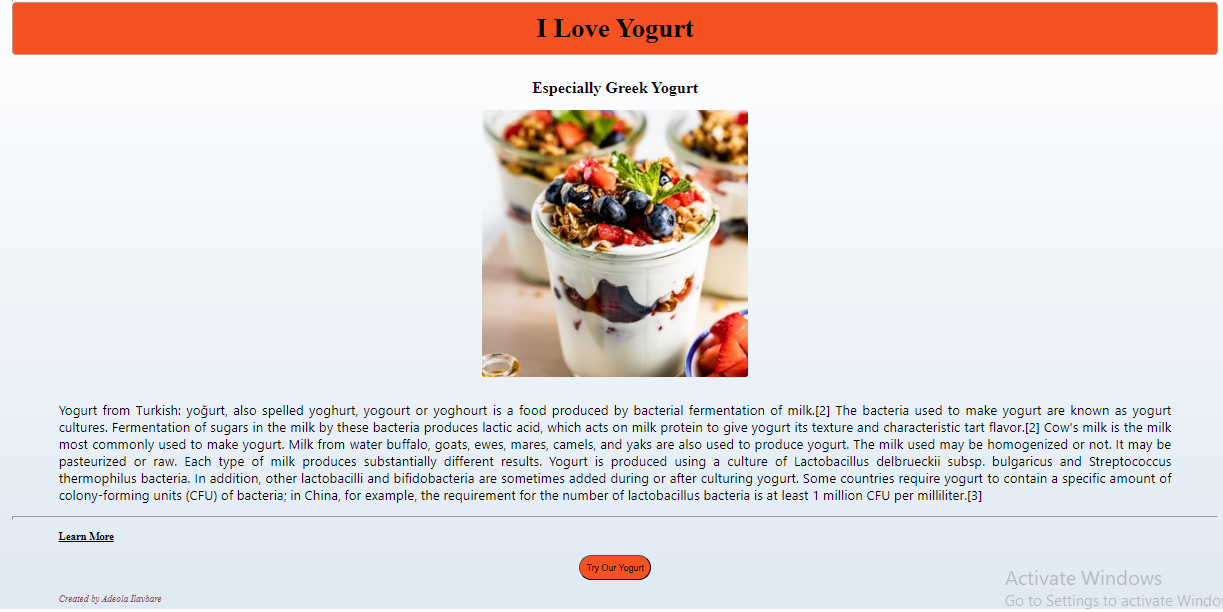 I Love Yogurt
Especially Greek Yogurt
Yogurt from Turkish: yoğurt, also spelled yoghurt, yogourt or yoghourt is a food produced by bacterial fermentation of milk.[2] The bacteria used to make yogurt are known as yogurt
cultures. Fermentation of sugars in the milk by these bacteria produces lactic acid, which acts on milk protein to give yogurt its texture and characteristic tart flavor.[2] Cow's milk is the milk
most commonly used to make yogurt. Milk from water buffalo, goats, ewes, mares, camels, and yaks are also used to produce yogurt. The milk used may be homogenized or not. It may be
pasteurized or raw. Each type of milk produces substantially different results. Yogurt is produced using a culture of Lactobacillus delbrueckii subsp. bulgaricus and Streptococcus
thermophilus bacteria. In addition, other lactobacilli and bifidobacteria are sometimes added during or after culturing yogurt. Some countries require yogurt to contain a specific amount of
colony-forming units (CFU) of bacteria; in China, for example, the requirement for the number of lactobacillus bacteria is at least 1 million CFU per milliliter.[3]
Learn More
Try Our Yogurt
Created by Adeola
Activate Windows
Go to Settings to activate Windo